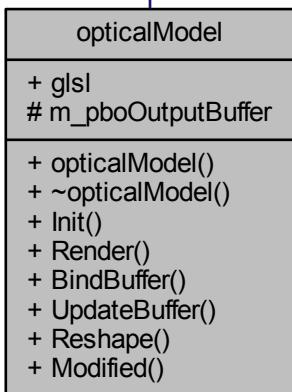 opticalModel
+ glsl
# m_pboOutputBuffer
+ opticalModel()
+ ~opticalModel()
+ Init()
+ Render()
+ BindBuffer()
+ UpdateBuffer()
+ Reshape()
+ Modified()